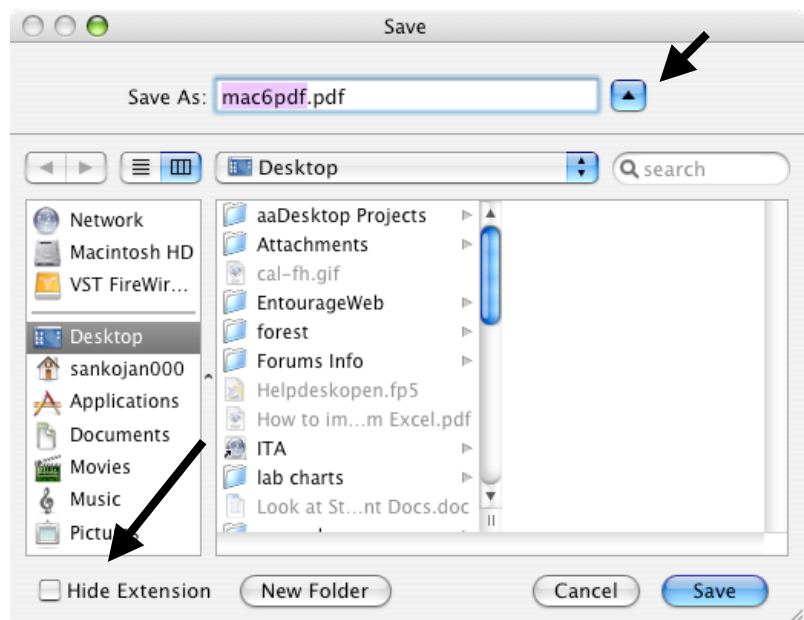 Save
Save As: mac6pdf.pdf
Desktop
search
Network
Macintosh HD
VST FireWir...
Desktop
sankojan000
Applications
Documents
Movies
Music
aaDesktop Projects
Attachments
cal-fh.gif
EntourageWeb
forest
Forums Info
Helpdeskopen.fp5
How to im...m Excel.pdf
ITA
lab charts
Look at St...nt Docs.doc
Hide Extension
New Folder
Cancel
Save